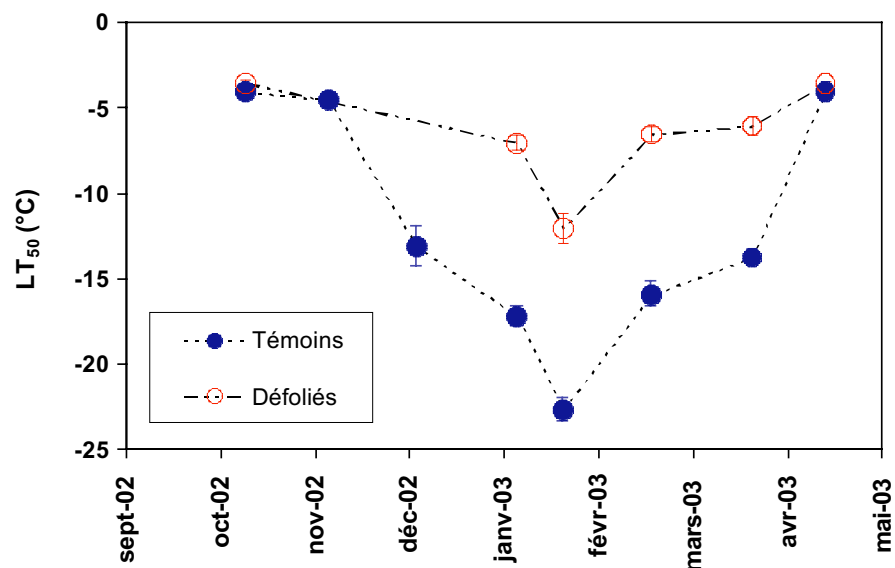 0
-5
-10
-15
-20
-25
LT50 (°C)
Témoins
Défoliés
sept-02
oct-02
nov-02
déc-02
janv-03
févr-03
mars-03
avr-03
mai-03